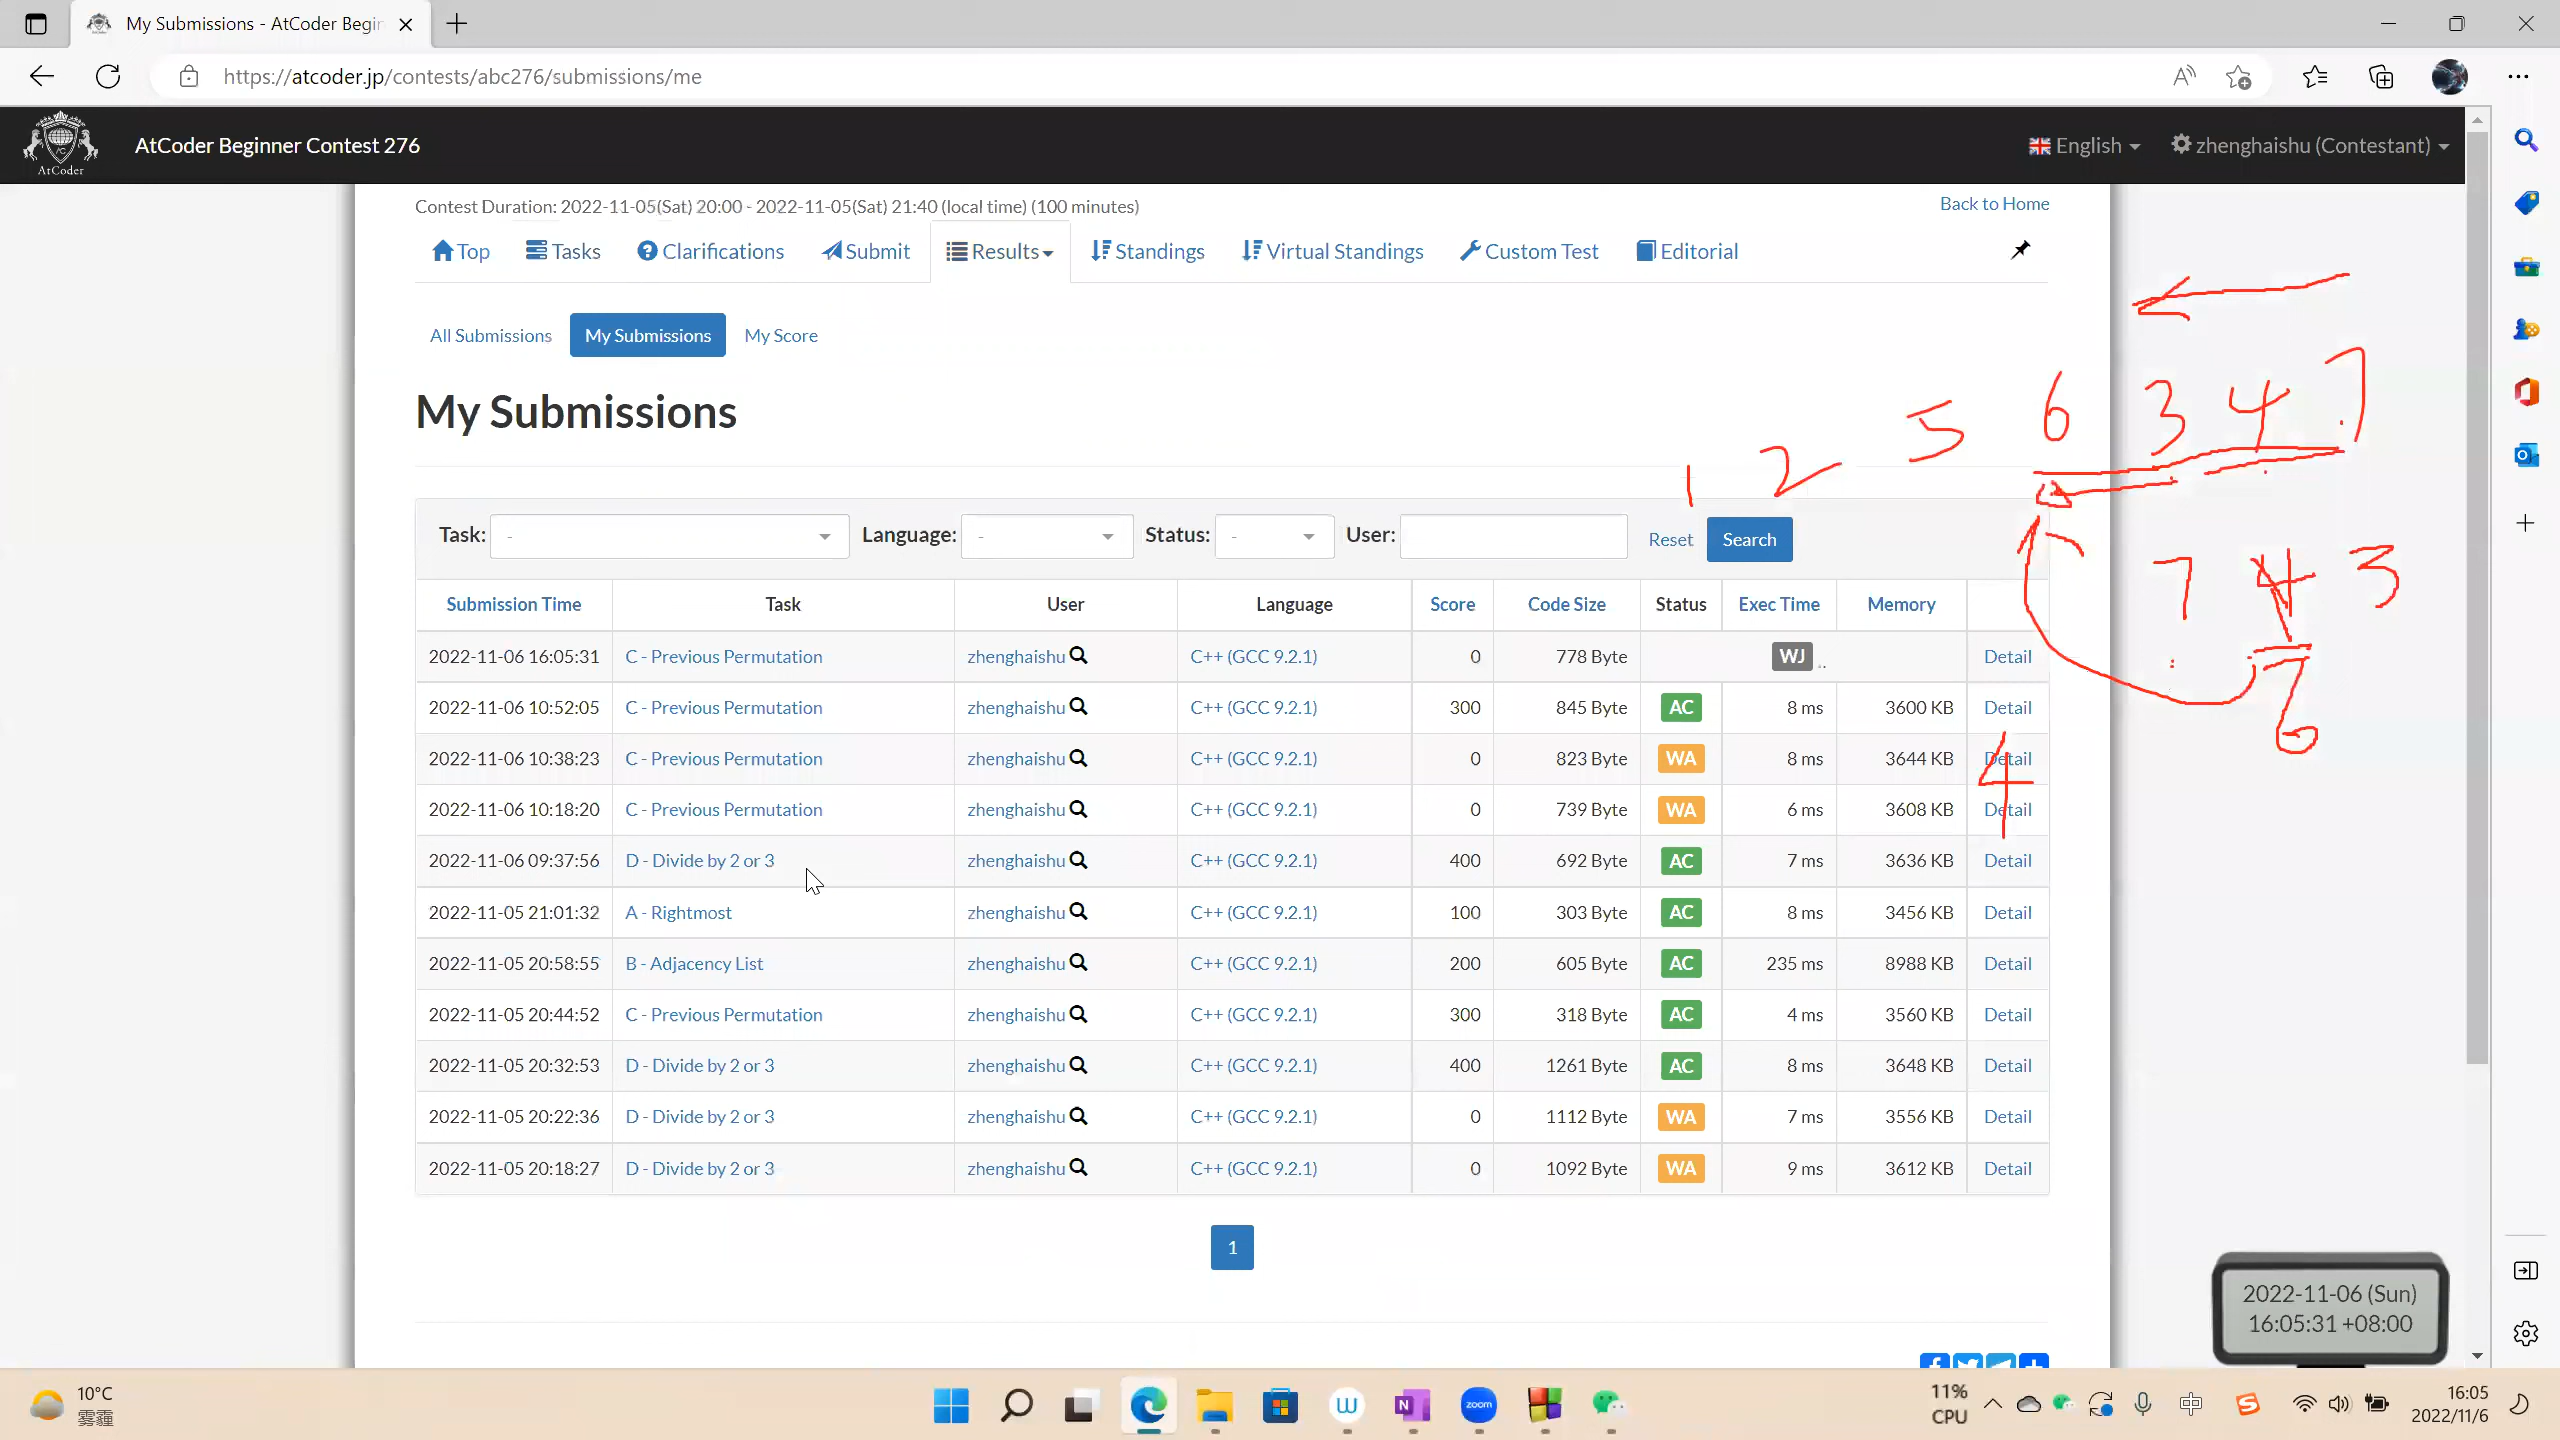 My Submissions - AtCoder Begin
https://atcoder.jp/contests/abc276/submissions/me
AtCoder
AtCoder Beginner Contest 276
English
zhenghaishu (Contestant)
Contest Duration: 2022-11-05(Sat) 20:00 - 2022-11-05(Sat) 21:40 (local time) (100 minutes)
Back to Home
Top Tasks Clarifications Submit Results Standings Virtual Standings Custom Test Editorial
All Submissions My Submissions My Score
My Submissions
1 2 5 6 3 4 7
Task: - Language: - Status: - User: Reset Search
7 4 3
6
4
Submission Time Task User Language Score Code Size Status Exec Time Memory
2022-11-06 16:05:31 C - Previous Permutation zhenghaishu C++ (GCC 9.2.1) 0 778 Byte WJ .. Detail
2022-11-06 10:52:05 C - Previous Permutation zhenghaishu C++ (GCC 9.2.1) 300 845 Byte AC 8 ms 3600 KB Detail
2022-11-06 10:38:23 C - Previous Permutation zhenghaishu C++ (GCC 9.2.1) 0 823 Byte WA 8 ms 3644 KB Detail
2022-11-06 10:18:20 C - Previous Permutation zhenghaishu C++ (GCC 9.2.1) 0 739 Byte WA 6 ms 3608 KB Detail
2022-11-06 09:37:56 D - Divide by 2 or 3 zhenghaishu C++ (GCC 9.2.1) 400 692 Byte AC 7 ms 3636 KB Detail
2022-11-05 21:01:32 A - Rightmost zhenghaishu C++ (GCC 9.2.1) 100 303 Byte AC 8 ms 3456 KB Detail
2022-11-05 20:58:55 B - Adjacency List zhenghaishu C++ (GCC 9.2.1) 200 605 Byte AC 235 ms 8988 KB Detail
2022-11-05 20:44:52 C - Previous Permutation zhenghaishu C++ (GCC 9.2.1) 300 318 Byte AC 4 ms 3560 KB Detail
2022-11-05 20:32:53 D - Divide by 2 or 3 zhenghaishu C++ (GCC 9.2.1) 400 1261 Byte AC 8 ms 3648 KB Detail
2022-11-05 20:22:36 D - Divide by 2 or 3 zhenghaishu C++ (GCC 9.2.1) 0 1112 Byte WA 7 ms 3556 KB Detail
2022-11-05 20:18:27 D - Divide by 2 or 3 zhenghaishu C++ (GCC 9.2.1) 0 1092 Byte WA 9 ms 3612 KB Detail
1
2022-11-06 (Sun)
16:05:31 +08:00
10°C
雾霾
zoom
11%
CPU
中
16:05
2022/11/6